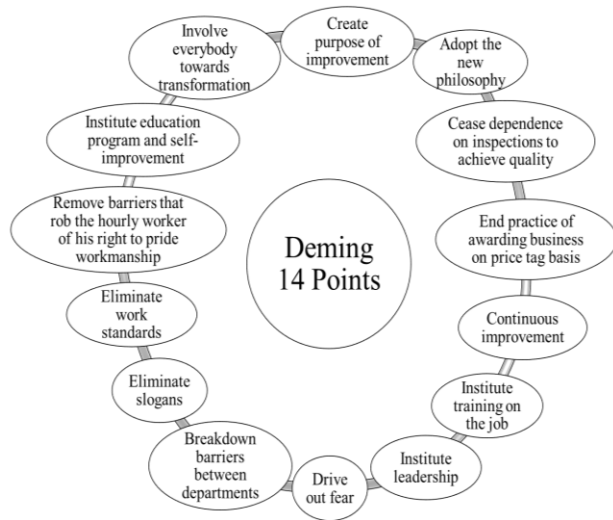 Create
purpose of
improvement
Adopt the
new
philosophy
Cease dependence
on inspections to
achieve quality
End practice of
awarding business
on price tag basis
Continuous
improvement
Institute
training on
the job
Institute
leadership
Drive
out fear
Breakdown
barriers
between
departments
Eliminate
slogans
Eliminate
work
standards
Remove barriers that
rob the hourly worker
of his right to pride
workmanship
Institute education
program and self-
improvement
Involve
everybody
towards
transformation
Deming
14 Points